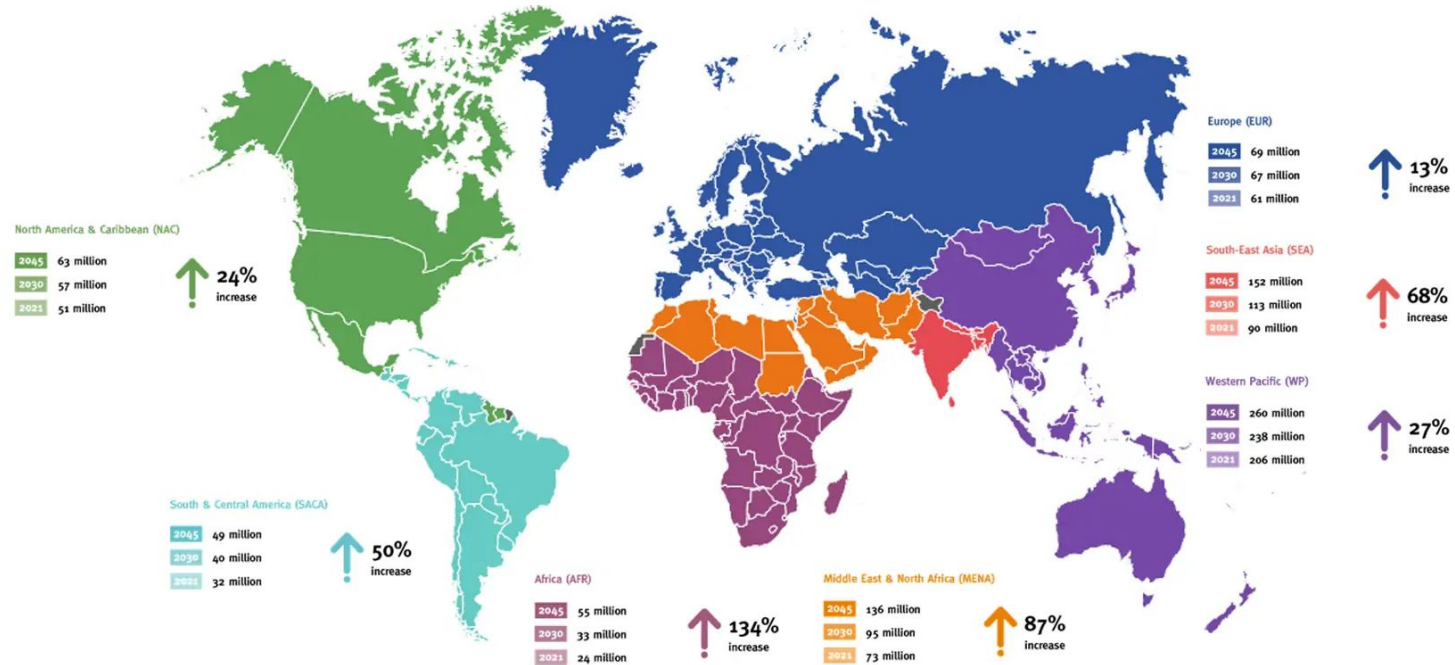 North America & Caribbean (NAC)
2045 63 million
2030 57 million
2021 51 million
24%
increase
South & Central America (SACA)
2045 49 million
2030 40 million
2021 32 million
50%
increase
Africa (AFR)
2045 55 million
2030 33 million
2021 24 million
134%
increase
Middle East & North Africa (MENA)
2045 136 million
2030 95 million
2021 73 million
87%
increase
Europe (EUR)
2045 69 million
2030 67 million
2021 61 million
13%
increase
South-East Asia (SEA)
2045 152 million
2030 113 million
2021 90 million
68%
increase
Western Pacific (WP)
2045 260 million
2030 238 million
2021 206 million
27%
increase